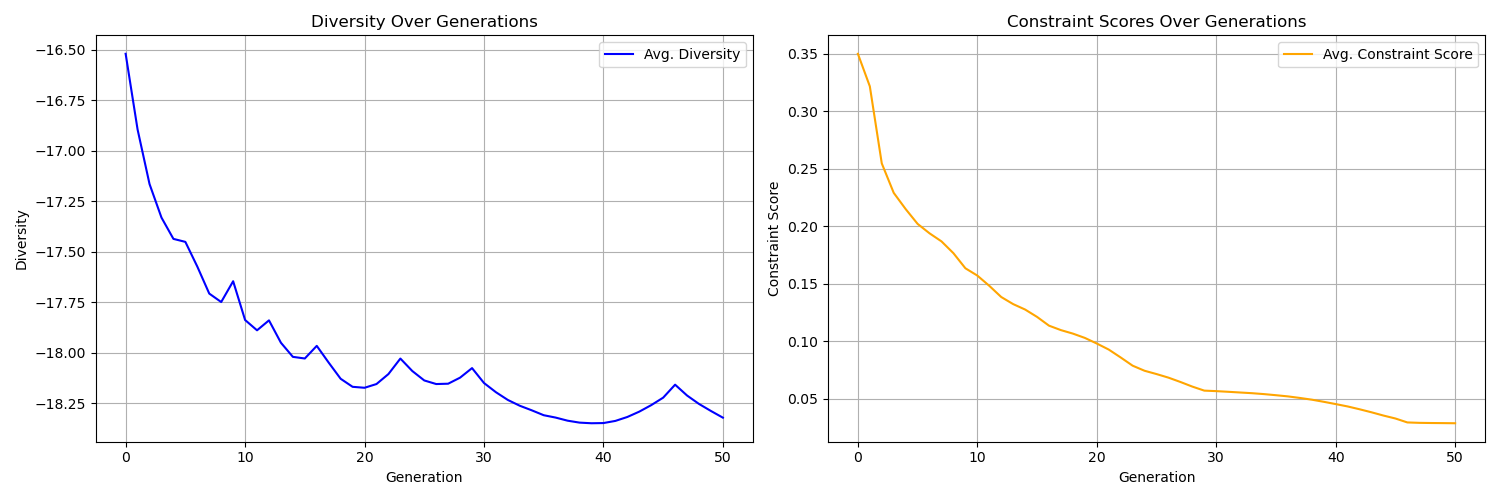 Diversity Over Generations
Avg. Diversity
−16.50
−16.75
−17.00
−17.25
−17.50
−17.75
−18.00
−18.25
Diversity
0 10 20 30 40 50
Generation
Constraint Scores Over Generations
Avg. Constraint Score
0.35
0.30
0.25
0.20
0.15
0.10
0.05
Constraint Score
0 10 20 30 40 50
Generation